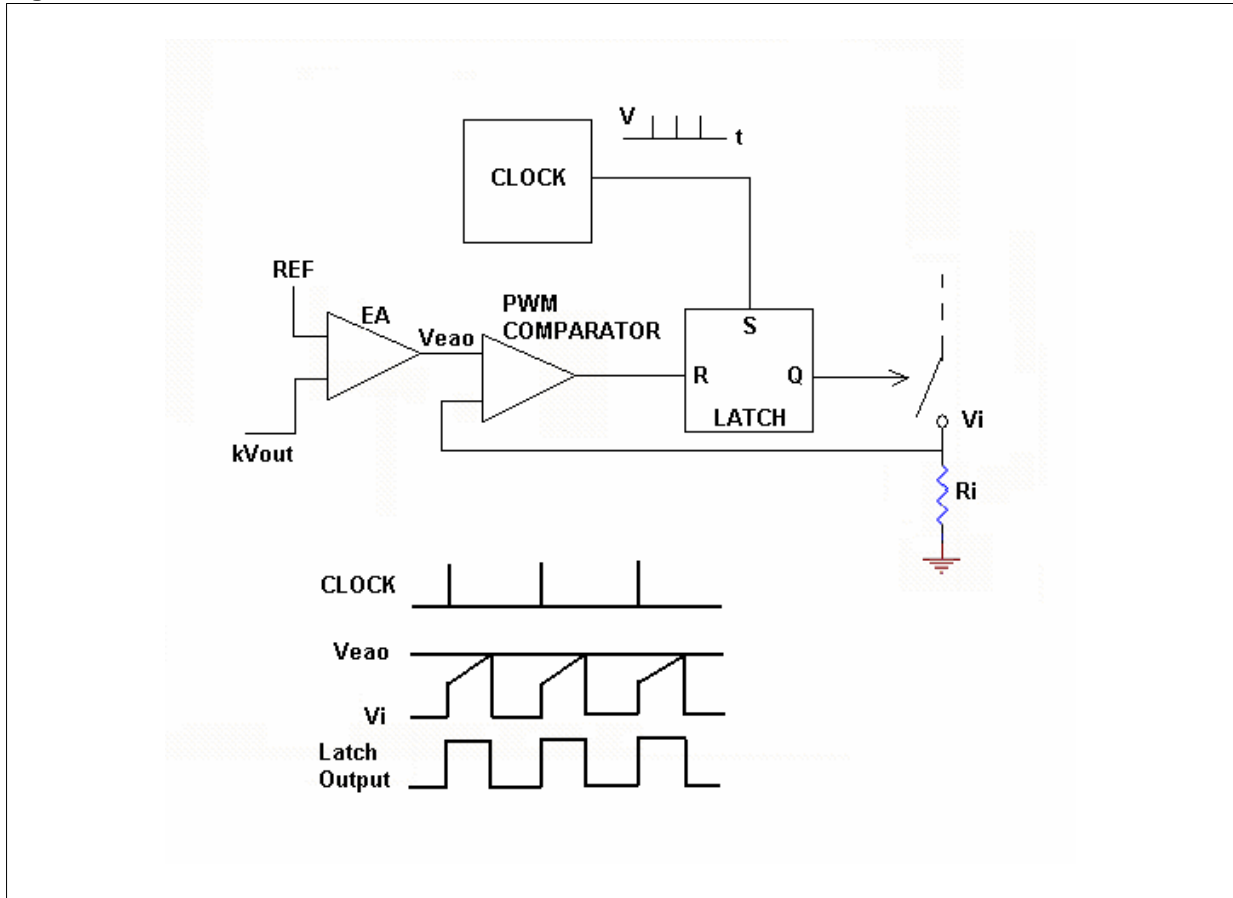 V
t
CLOCK
REF
EA
Veao
PWM
COMPARATOR
S
R
Q
LATCH
Vi
kVout
Ri
CLOCK
Veao
Vi
Latch
Output